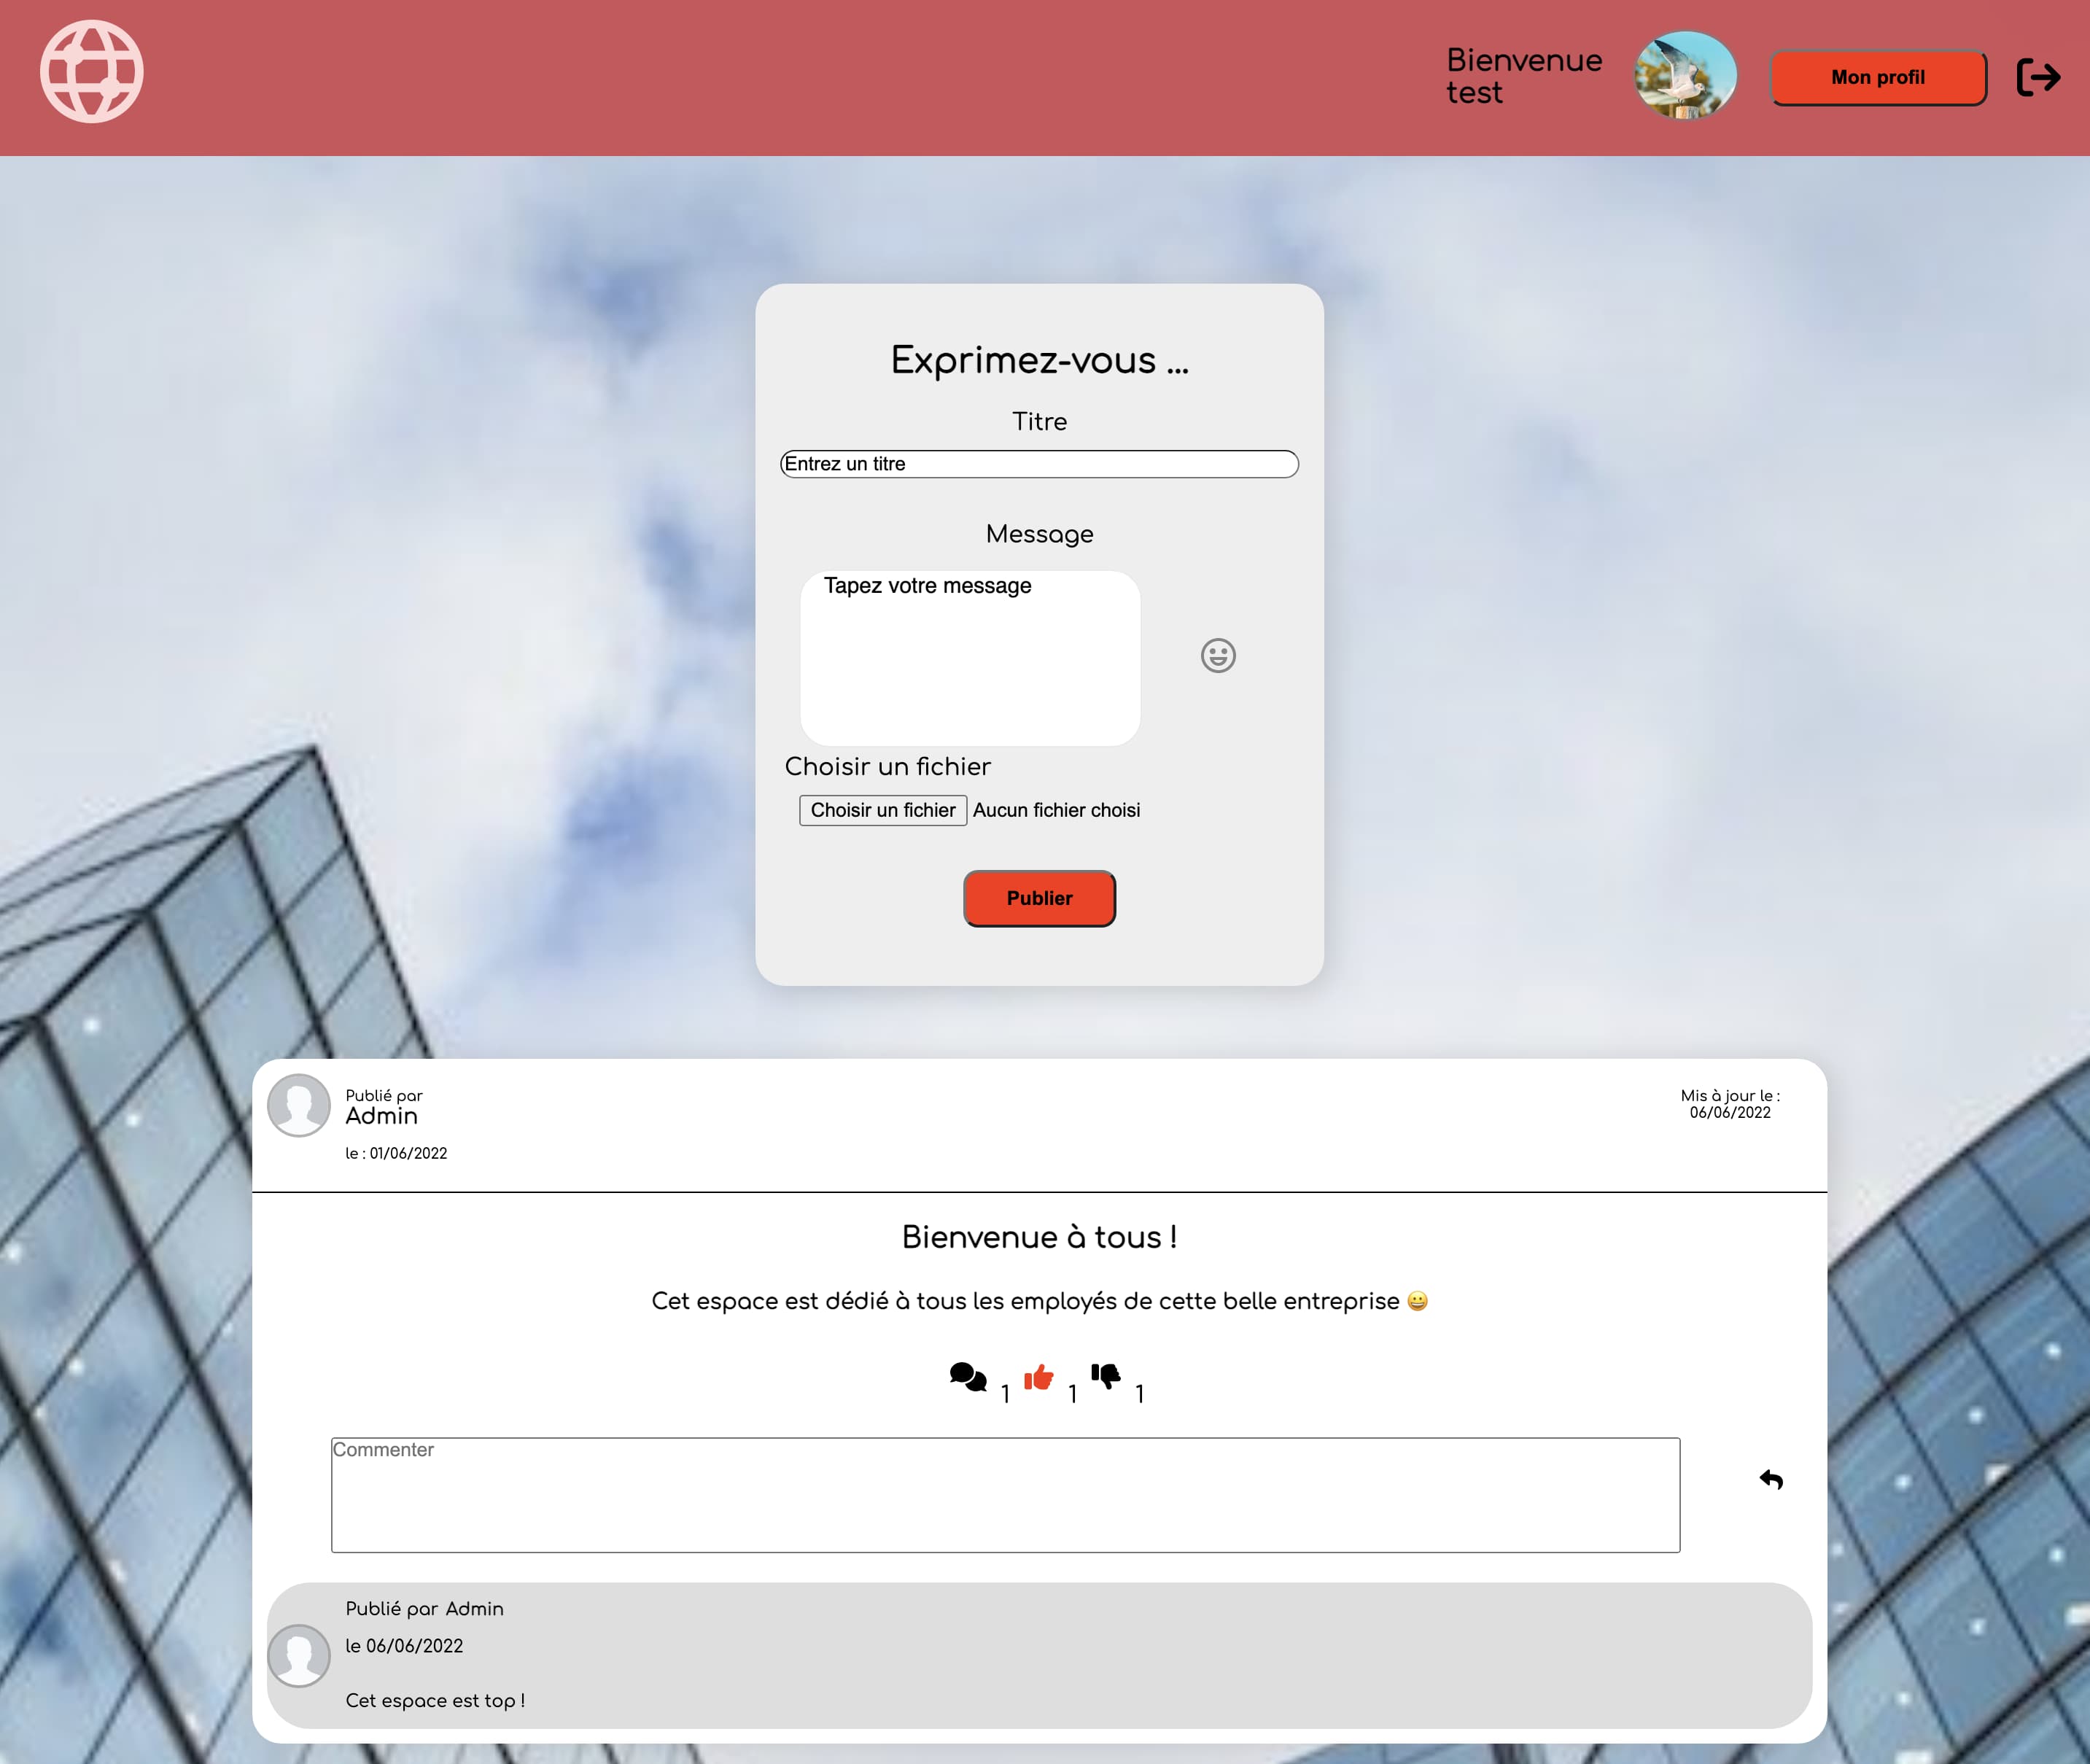 Bienvenue
test
Mon profil
Exprimez-vous ...
Titre
Entrez un titre
Message
Tapez votre message
Choisir un fichier
Choisir un fichier Aucun fichier choisi
Publier
Publié par
Admin
le : 01/06/2022
Mis à jour le :
06/06/2022
Bienvenue à tous !
Cet espace est dédié à tous les employés de cette belle entreprise 😀
1 1 1
Commenter
Publié par Admin
le 06/06/2022
Cet espace est top !